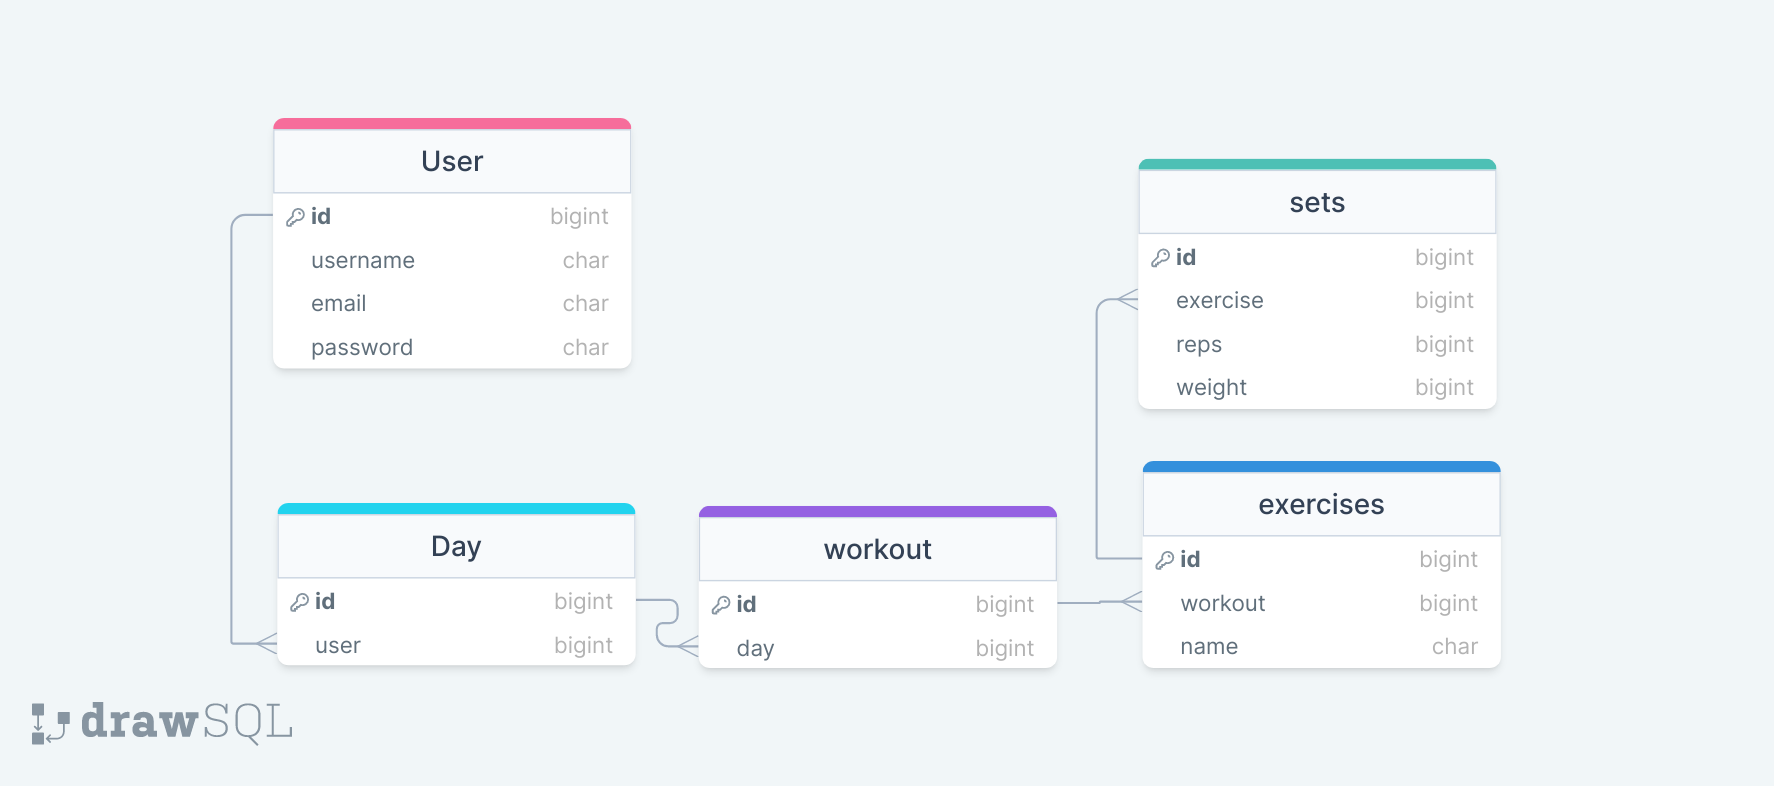 User
id bigint
username char
email char
password char
sets
id bigint
exercise bigint
reps bigint
weight bigint
Day
id bigint
user bigint
workout
id bigint
day bigint
exercises
id bigint
workout bigint
name char
drawSQL